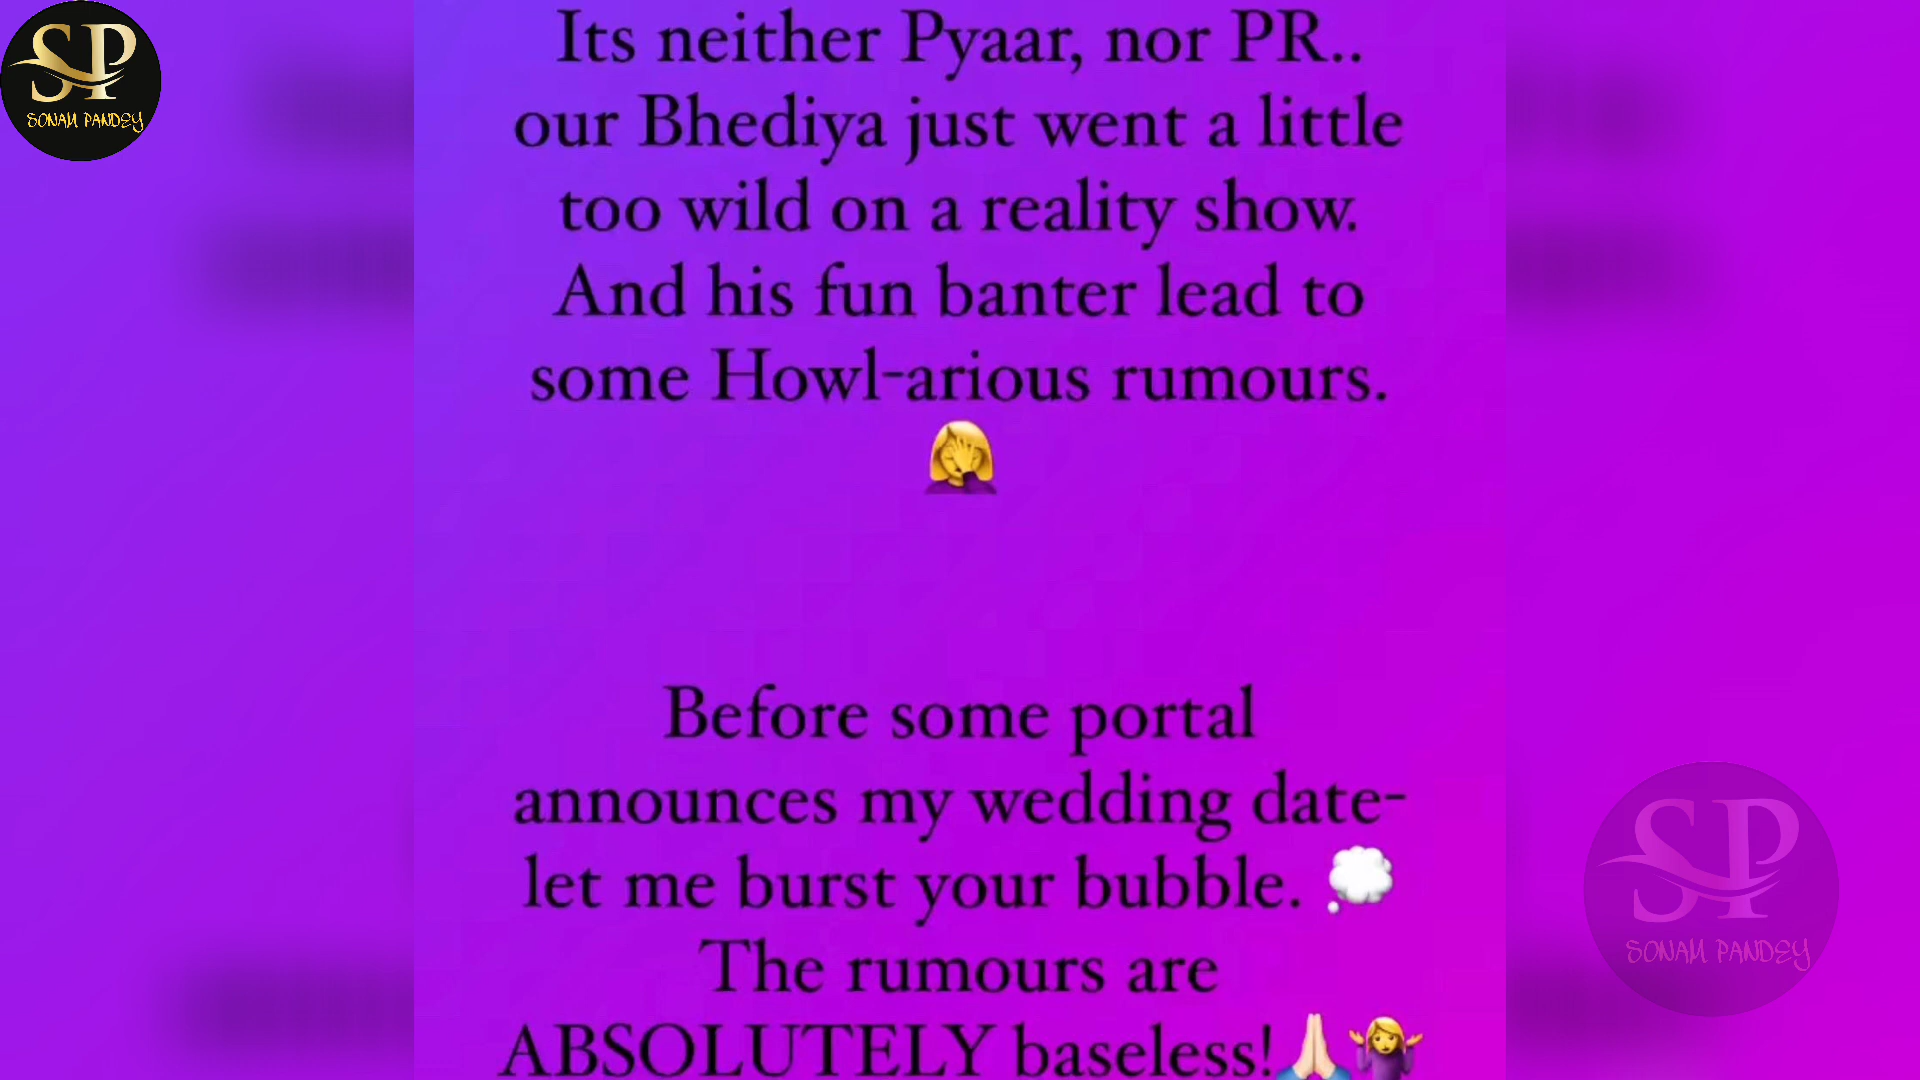 SP
SONAM PANDEY
Its neither Pyaar, nor PR..
our Bhediya just went a little
too wild on a reality show.
And his fun banter lead to
some Howl-arious rumours.
🤦‍♀️
Before some portal
announces my wedding date-
let me burst your bubble. 💭
The rumours are
ABSOLUTELY baseless!🙏🏻🤷‍♀️
SP
SONAM PANDEY